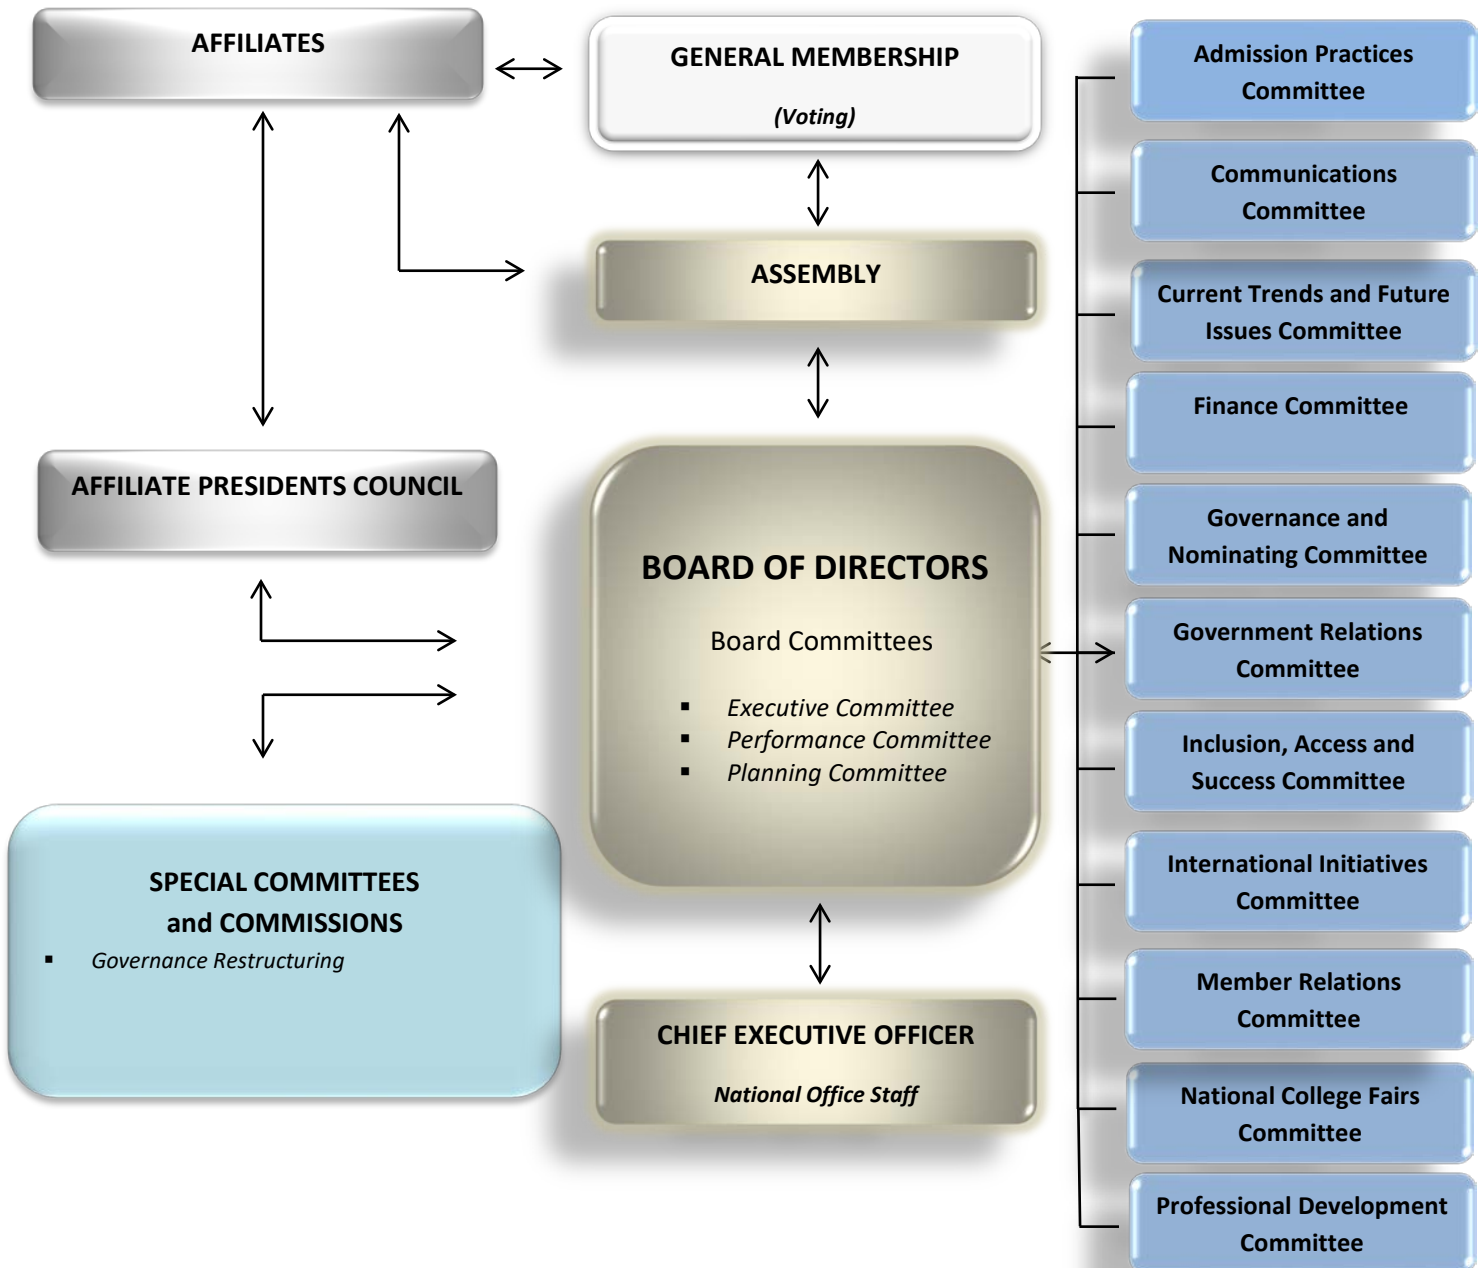 AFFILIATES
GENERAL MEMBERSHIP
(Voting)
ASSEMBLY
AFFILIATE PRESIDENTS COUNCIL
BOARD OF DIRECTORS
Board Committees
▪ Executive Committee
▪ Performance Committee
▪ Planning Committee
SPECIAL COMMITTEES
and COMMISSIONS
▪ Governance Restructuring
CHIEF EXECUTIVE OFFICER
National Office Staff
Admission Practices
Committee
Communications
Committee
Current Trends and Future
Issues Committee
Finance Committee
Governance and
Nominating Committee
Government Relations
Committee
Inclusion, Access and
Success Committee
International Initiatives
Committee
Member Relations
Committee
National College Fairs
Committee
Professional Development
Committee